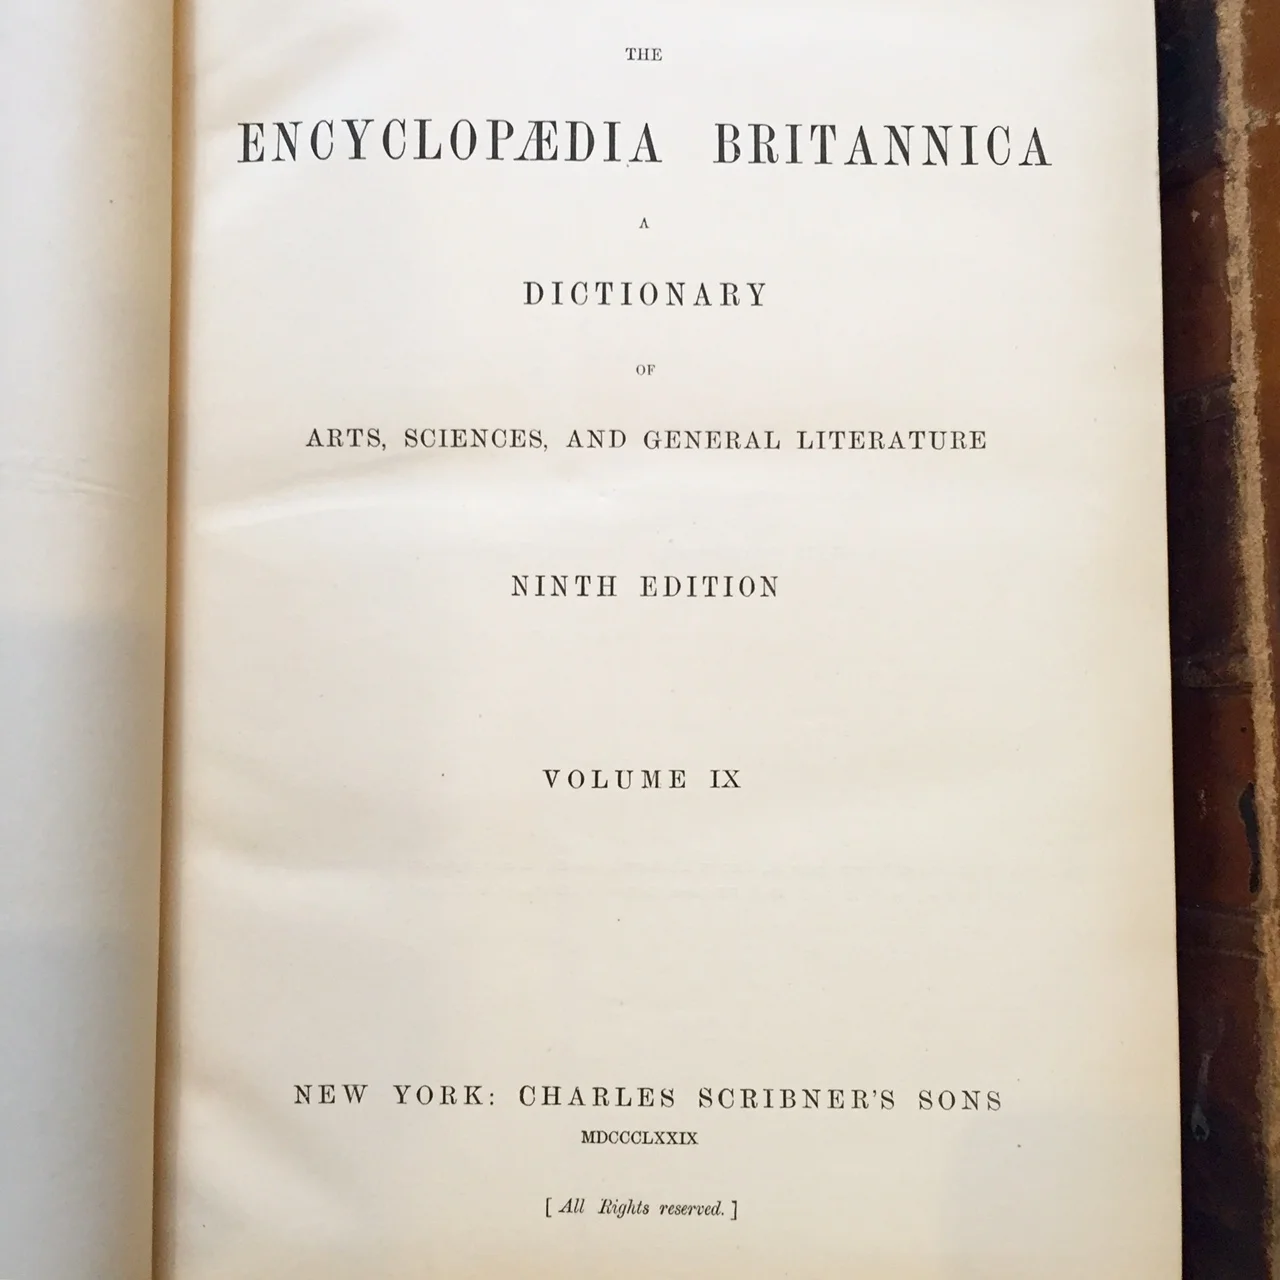 THE
ENCYCLOPÆDIA BRITANNICA
A
DICTIONARY
OF
ARTS, SCIENCES, AND GENERAL LITERATURE
NINTH EDITION
VOLUME IX
NEW YORK: CHARLES SCRIBNER'S SONS
MDCCCLXXIX
[ All Rights reserved. ]